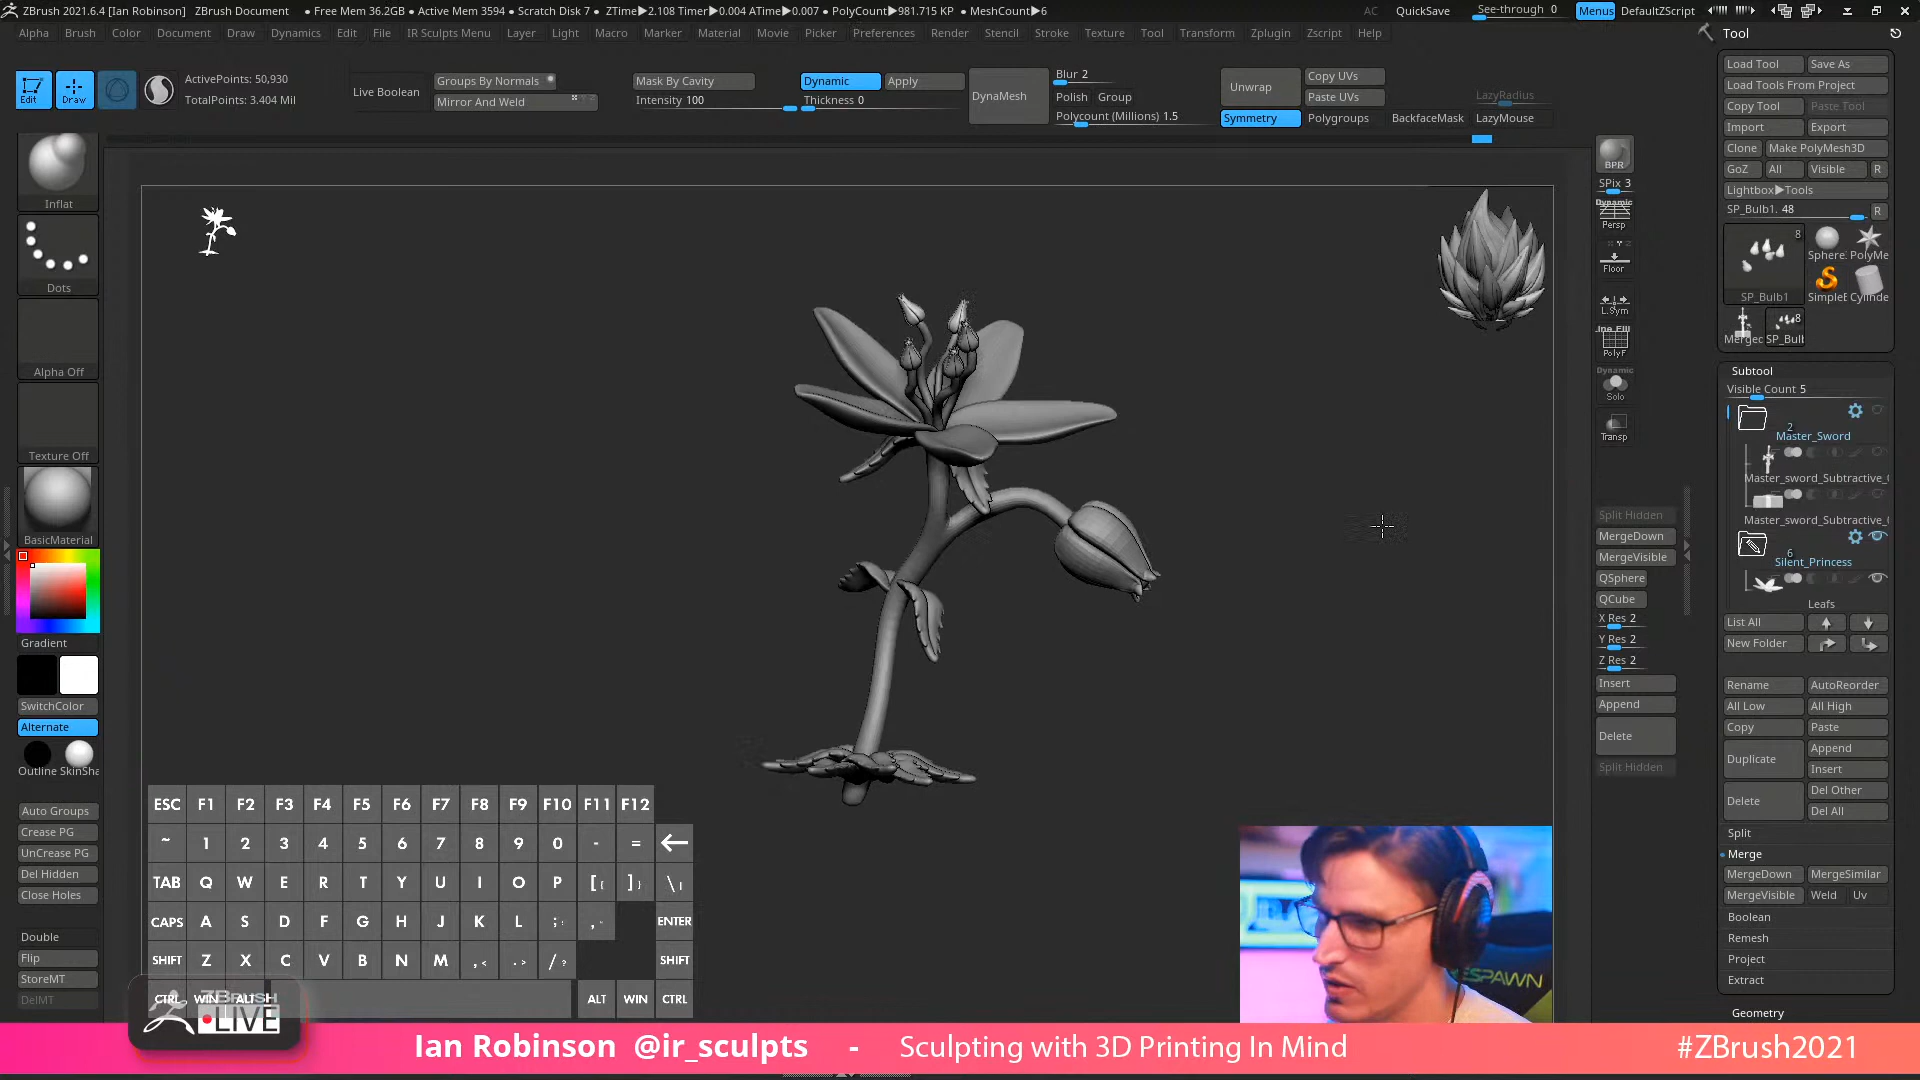 ZBrush 2021.6.4 [Ian Robinson] ZBrush Document • Free Mem 36.2GB • Active Mem 3594 • Scratch Disk 7 • ZTime▶2.108 Timer▶0.004 ATime▶0.007 • PolyCount▶981.715 KP • MeshCount▶6 AC QuickSave See-through 0 Menus DefaultZScript
Alpha Brush Color Document Draw Dynamics Edit File IR Sculpts Menu Layer Light Macro Marker Material Movie Picker Preferences Render Stencil Stroke Texture Tool Transform Zplugin Zscript Help
Edit Draw
ActivePoints: 50,930
TotalPoints: 3.404 Mil
Live Boolean
Groups By Normals
Mirror And Weld
Mask By Cavity
Intensity 100
Dynamic Apply
Thickness 0
DynaMesh
Blur 2
Polish Group
Polycount (Millions) 1.5
Unwrap
Copy UVs
Paste UVs
Symmetry Polygroups BackfaceMask LazyMouse
LazyRadius
Inflat
Dots
Alpha Off
Texture Off
BasicMaterial
Gradient
SwitchColor
Alternate
Outline SkinSha
Auto Groups
Crease PG
UnCrease PG
Del Hidden
Close Holes
Double
Flip
StoreMT
DelMT
BPR
SPix 3
Dynamic
Persp
Floor
L.Sym
PolyF
Dynamic
Solo
Transp
Split Hidden
MergeDown
MergeVisible
QSphere
QCube
X Res 2
Y Res 2
Z Res 2
Insert
Append
Delete
Split Hidden
Tool
Load Tool Save As
Load Tools From Project
Copy Tool Paste Tool
Import Export
Clone Make PolyMesh3D
GoZ All Visible R
Lightbox▶Tools
SP_Bulb1. 48 R
8
Sphere: PolyMe
SP_Bulb1 SimpleB Cylinde
8
Mergec SP_Bulb
Subtool
Visible Count 5
2
Master_Sword
Master_sword_Subtractive_
Master_sword_Subtractive_
6
Silent_Princess
Leafs
List All
New Folder
Rename AutoReorder
All Low All High
Copy Paste
Duplicate Append
Insert
Delete Del Other
Del All
Split
Merge
MergeDown MergeSimilar
MergeVisible Weld Uv
Boolean
Remesh
Project
Extract
Geometry
ESC F1 F2 F3 F4 F5 F6 F7 F8 F9 F10 F11 F12
~ 1 2 3 4 5 6 7 8 9 0 - = ←
TAB Q W E R T Y U I O P [{ ]} \|
CAPS A S D F G H J K L ;: ," ENTER
SHIFT Z X C V B N M ,< .> /? SHIFT
CTRL WIN ALT ALT WIN CTRL
ZBRUSH
LIVE
ESPAWN
Ian Robinson @ir_sculpts - Sculpting with 3D Printing In Mind #ZBrush2021